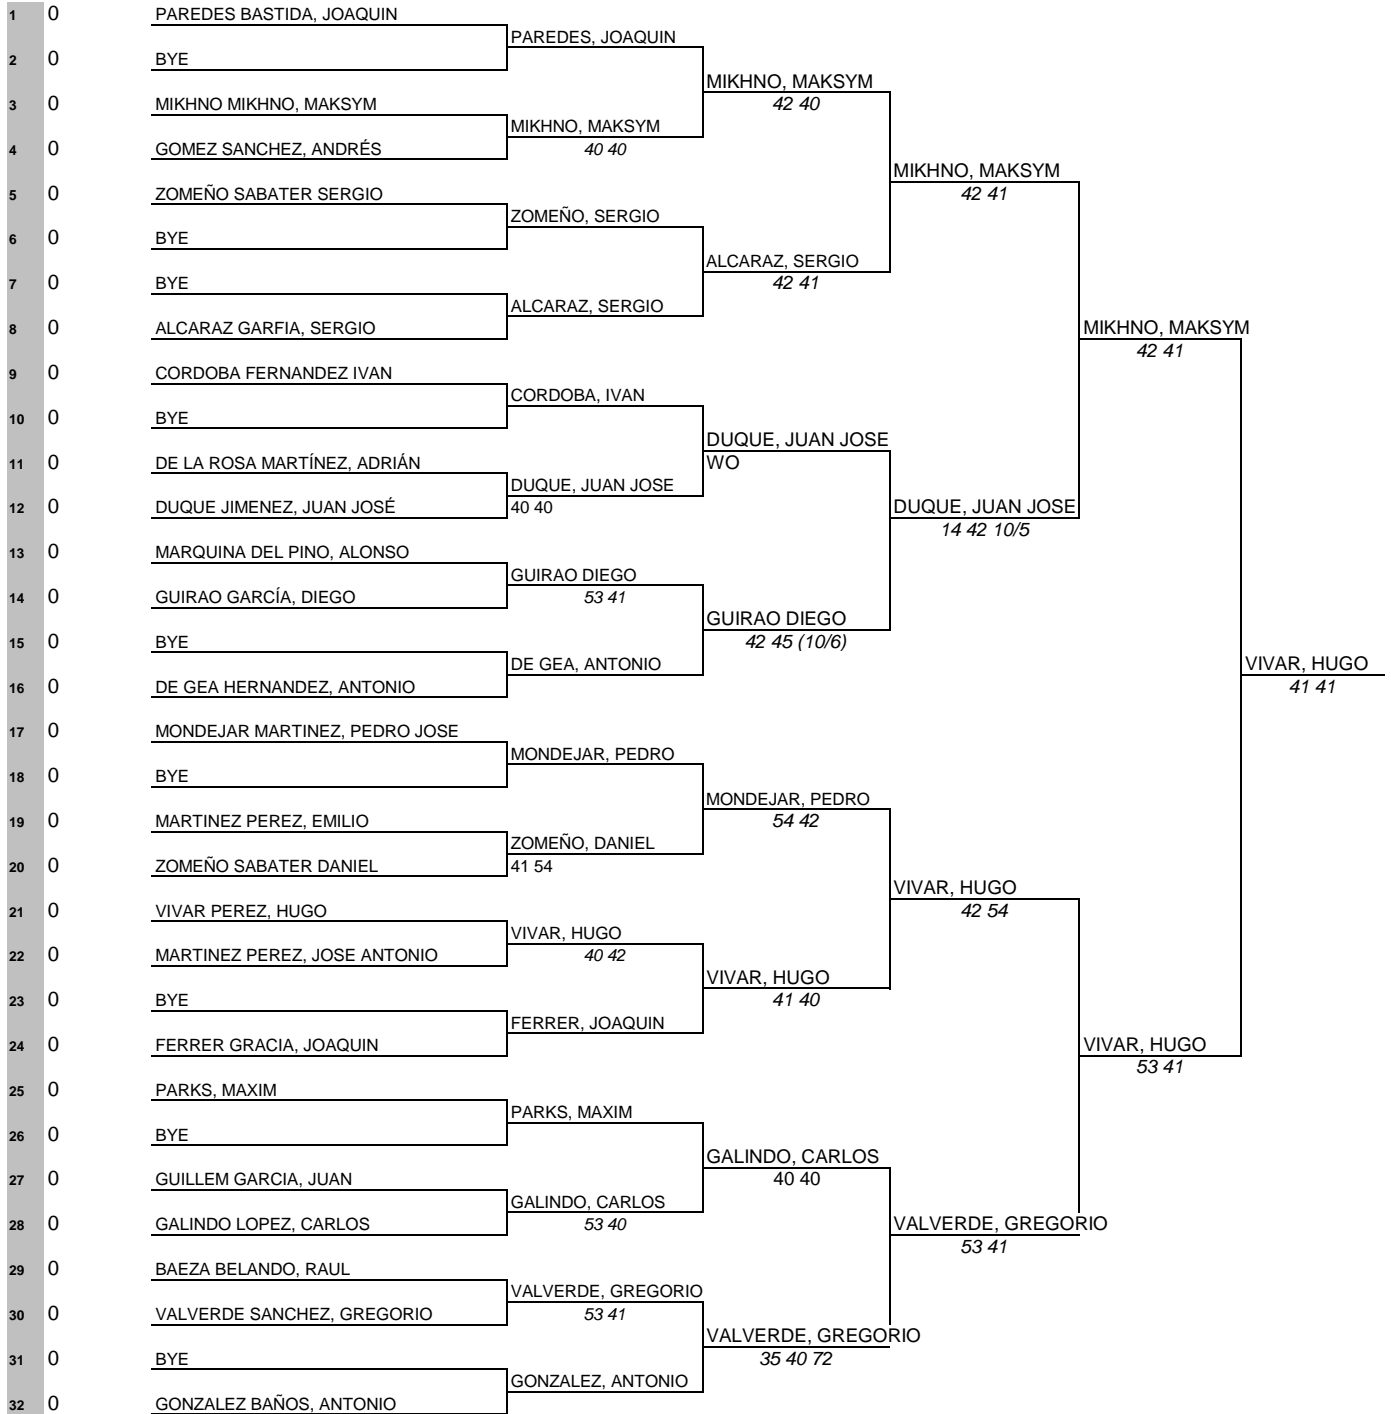 1 0 PAREDES BASTIDA, JOAQUIN
PAREDES, JOAQUIN
2 0 BYE
MIKHNO, MAKSYM
3 0 MIKHNO MIKHNO, MAKSYM 42 40
MIKHNO, MAKSYM
4 0 GOMEZ SANCHEZ, ANDRÉS 40 40
MIKHNO, MAKSYM
5 0 ZOMEÑO SABATER SERGIO 42 41
ZOMEÑO, SERGIO
6 0 BYE
ALCARAZ, SERGIO
7 0 BYE 42 41
ALCARAZ, SERGIO
8 0 ALCARAZ GARFIA, SERGIO MIKHNO, MAKSYM
42 41
9 0 CORDOBA FERNANDEZ IVAN
CORDOBA, IVAN
10 0 BYE
DUQUE, JUAN JOSE
11 0 DE LA ROSA MARTÍNEZ, ADRIÁN WO
DUQUE, JUAN JOSE
12 0 DUQUE JIMENEZ, JUAN JOSÉ 40 40 DUQUE, JUAN JOSE
14 42 10/5
13 0 MARQUINA DEL PINO, ALONSO
GUIRAO DIEGO
14 0 GUIRAO GARCÍA, DIEGO 53 41
GUIRAO DIEGO
15 0 BYE 42 45 (10/6)
DE GEA, ANTONIO VIVAR, HUGO
16 0 DE GEA HERNANDEZ, ANTONIO 41 41
17 0 MONDEJAR MARTINEZ, PEDRO JOSE
MONDEJAR, PEDRO
18 0 BYE
MONDEJAR, PEDRO
19 0 MARTINEZ PEREZ, EMILIO 54 42
ZOMEÑO, DANIEL
20 0 ZOMEÑO SABATER DANIEL 41 54
VIVAR, HUGO
21 0 VIVAR PEREZ, HUGO 42 54
VIVAR, HUGO
22 0 MARTINEZ PEREZ, JOSE ANTONIO 40 42
VIVAR, HUGO
23 0 BYE 41 40
FERRER, JOAQUIN
24 0 FERRER GRACIA, JOAQUIN VIVAR, HUGO
53 41
25 0 PARKS, MAXIM
PARKS, MAXIM
26 0 BYE
GALINDO, CARLOS
27 0 GUILLEM GARCIA, JUAN 40 40
GALINDO, CARLOS
28 0 GALINDO LOPEZ, CARLOS 53 40 VALVERDE, GREGORIO
53 41
29 0 BAEZA BELANDO, RAUL
VALVERDE, GREGORIO
30 0 VALVERDE SANCHEZ, GREGORIO 53 41
VALVERDE, GREGORIO
31 0 BYE 35 40 72
GONZALEZ, ANTONIO
32 0 GONZALEZ BAÑOS, ANTONIO